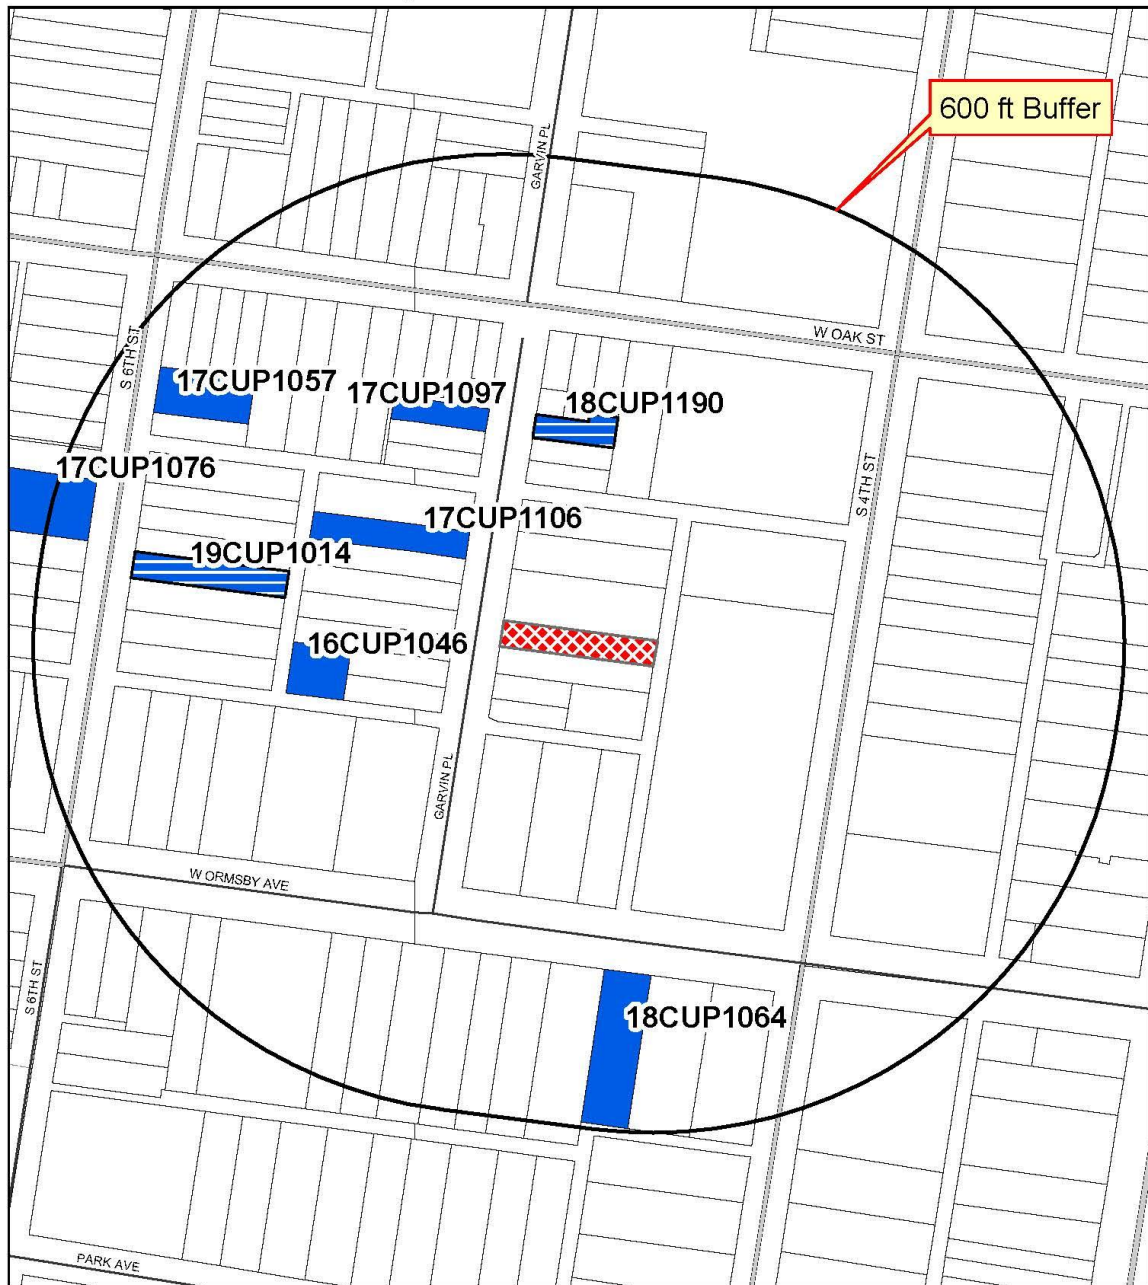 GARVIN PL
600 ft Buffer
W OAK ST
S 6TH ST
17CUP1057
17CUP1097
18CUP1190
17CUP1076
S 4TH ST
17CUP1106
19CUP1014
16CUP1046
GARVIN PL
W ORMSBY AVE
S 6TH ST
18CUP1064
PARK AVE